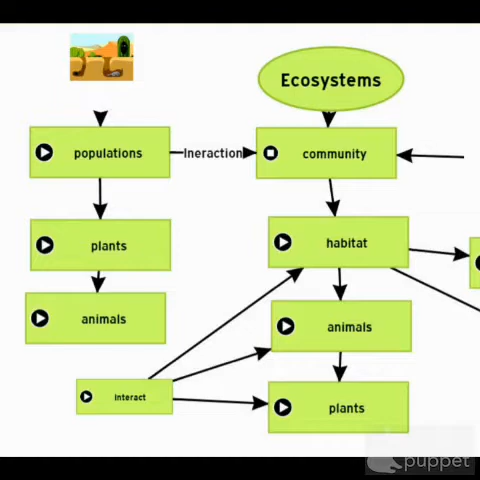 Ecosystems
populations
Ineraction
community
plants
habitat
animals
animals
interact
plants
puppet